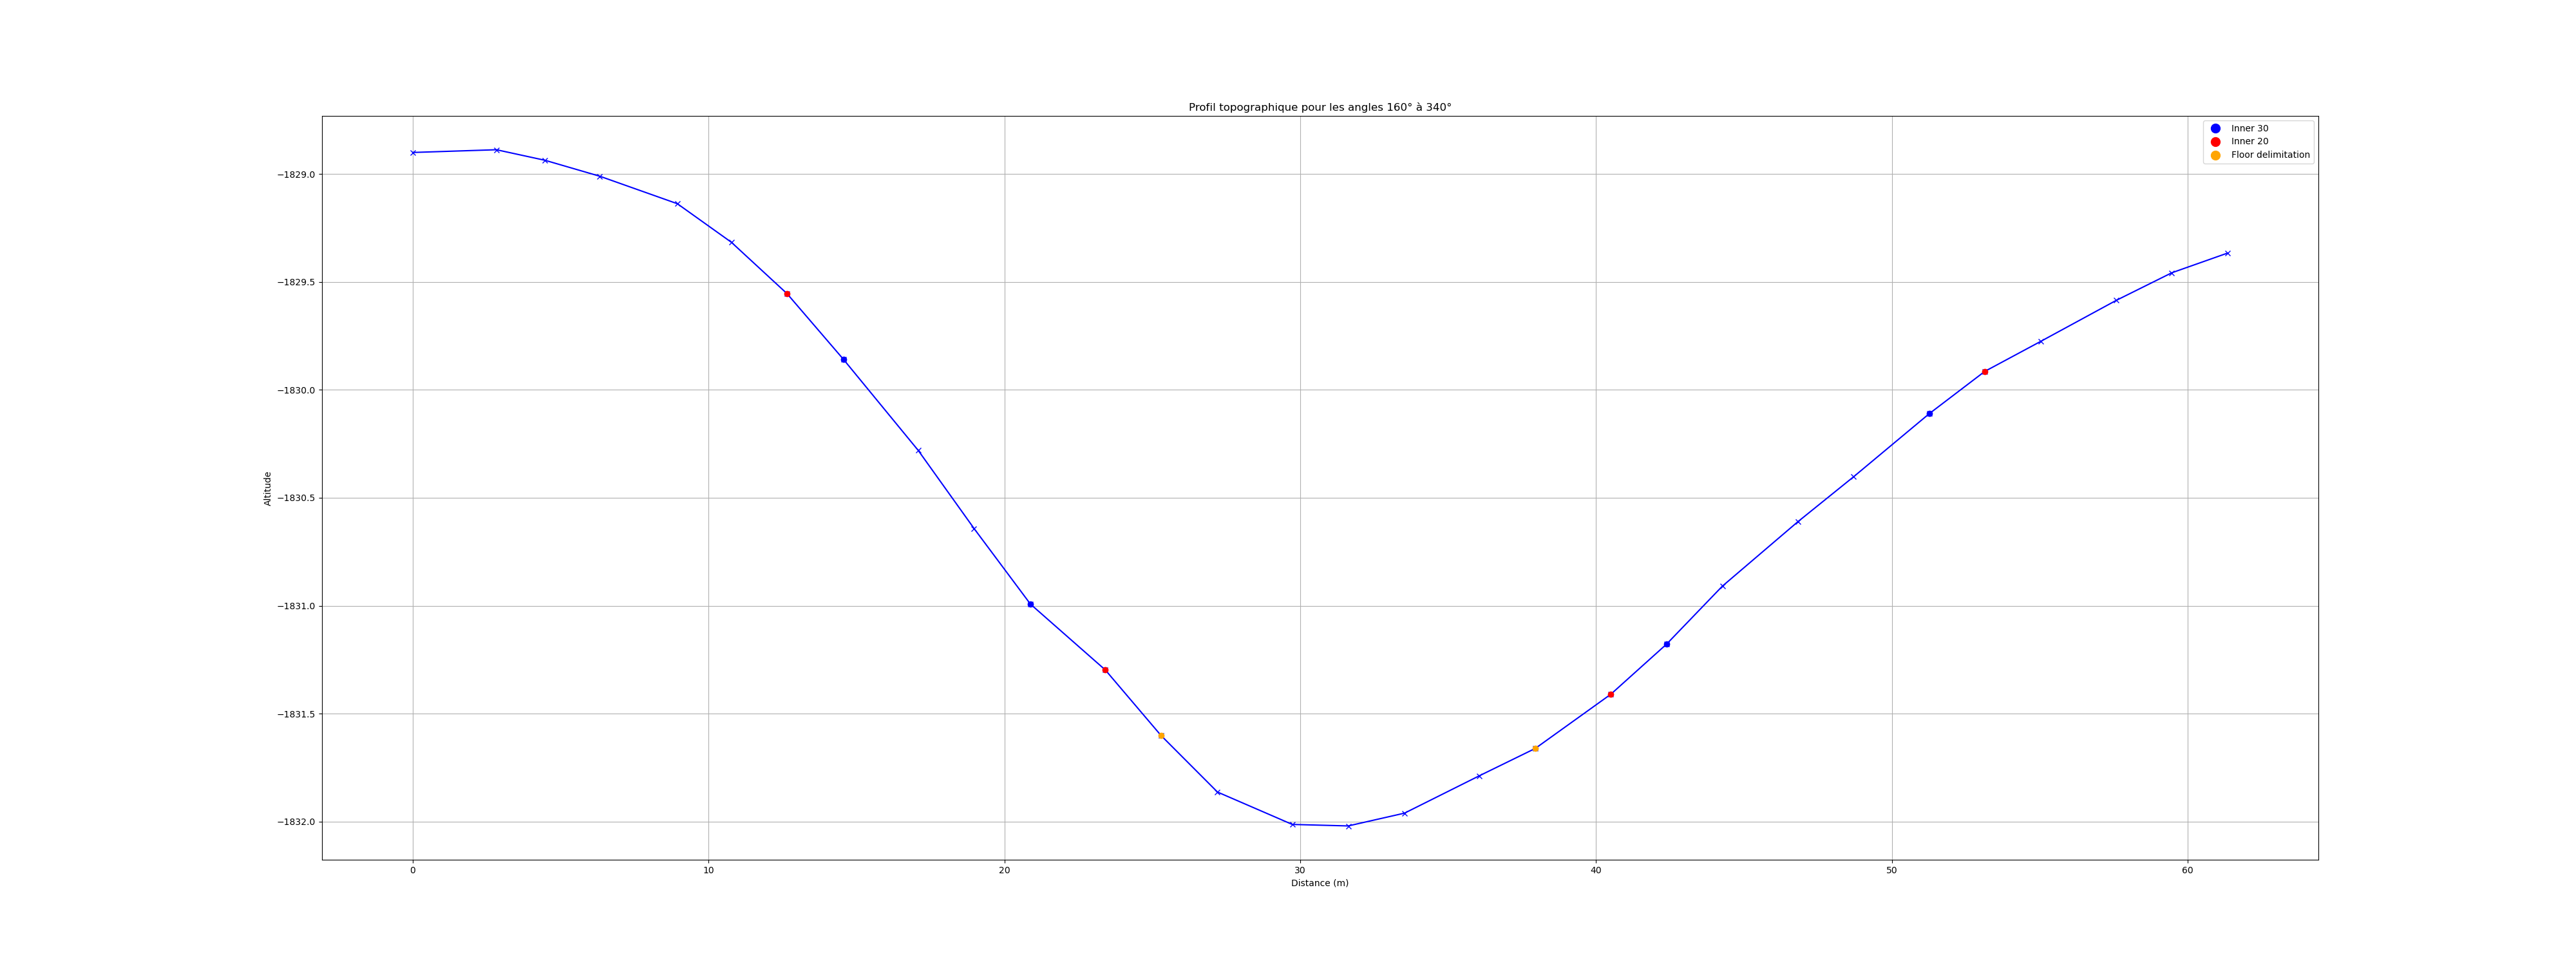 Profil topographique pour les angles 160° à 340°
Inner 30
Inner 20
Floor delimitation
−1829.0
−1829.5
−1830.0
−1830.5
−1831.0
−1831.5
−1832.0
Altitude
0 10 20 30 40 50 60
Distance (m)